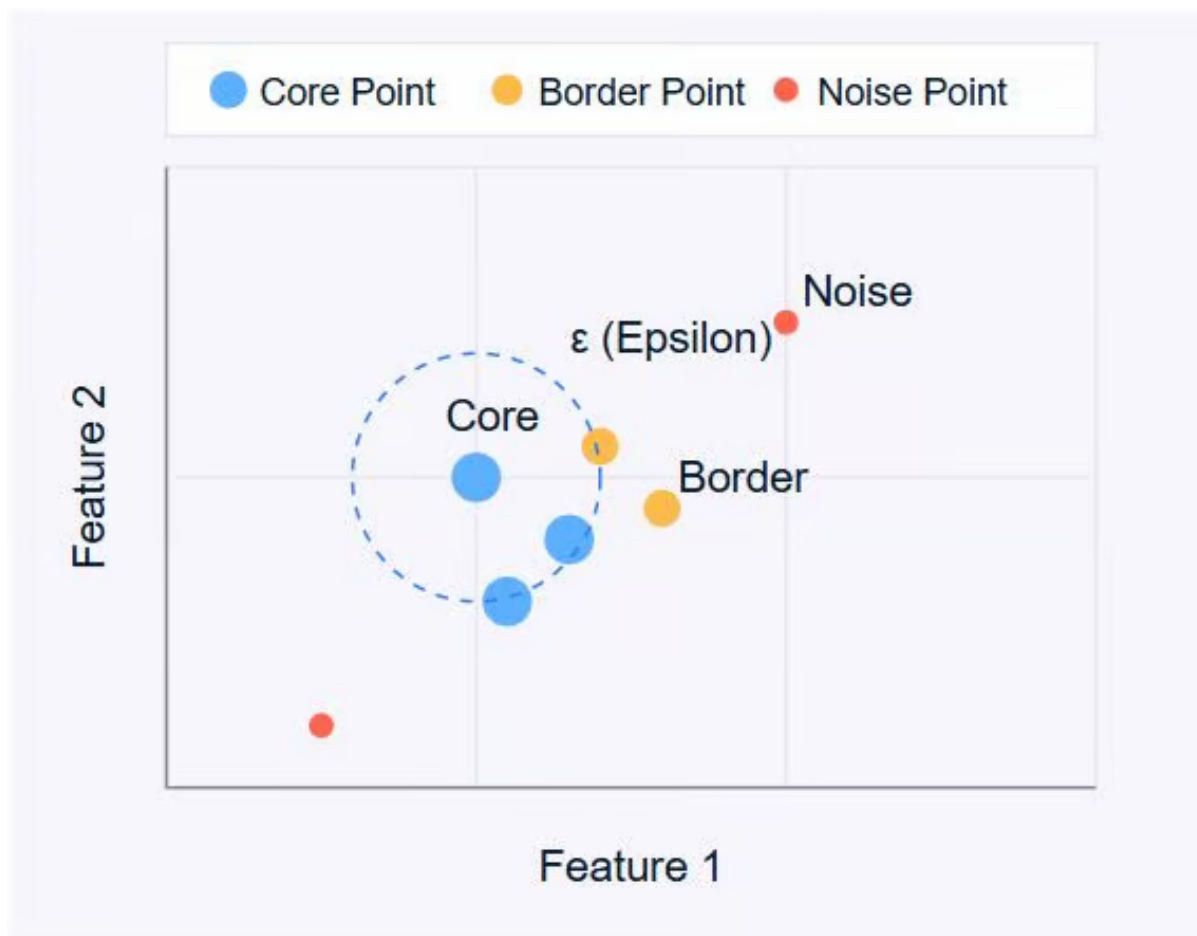 Core Point Border Point Noise Point
Noise
ε (Epsilon)
Core
Border
Feature 2
Feature 1